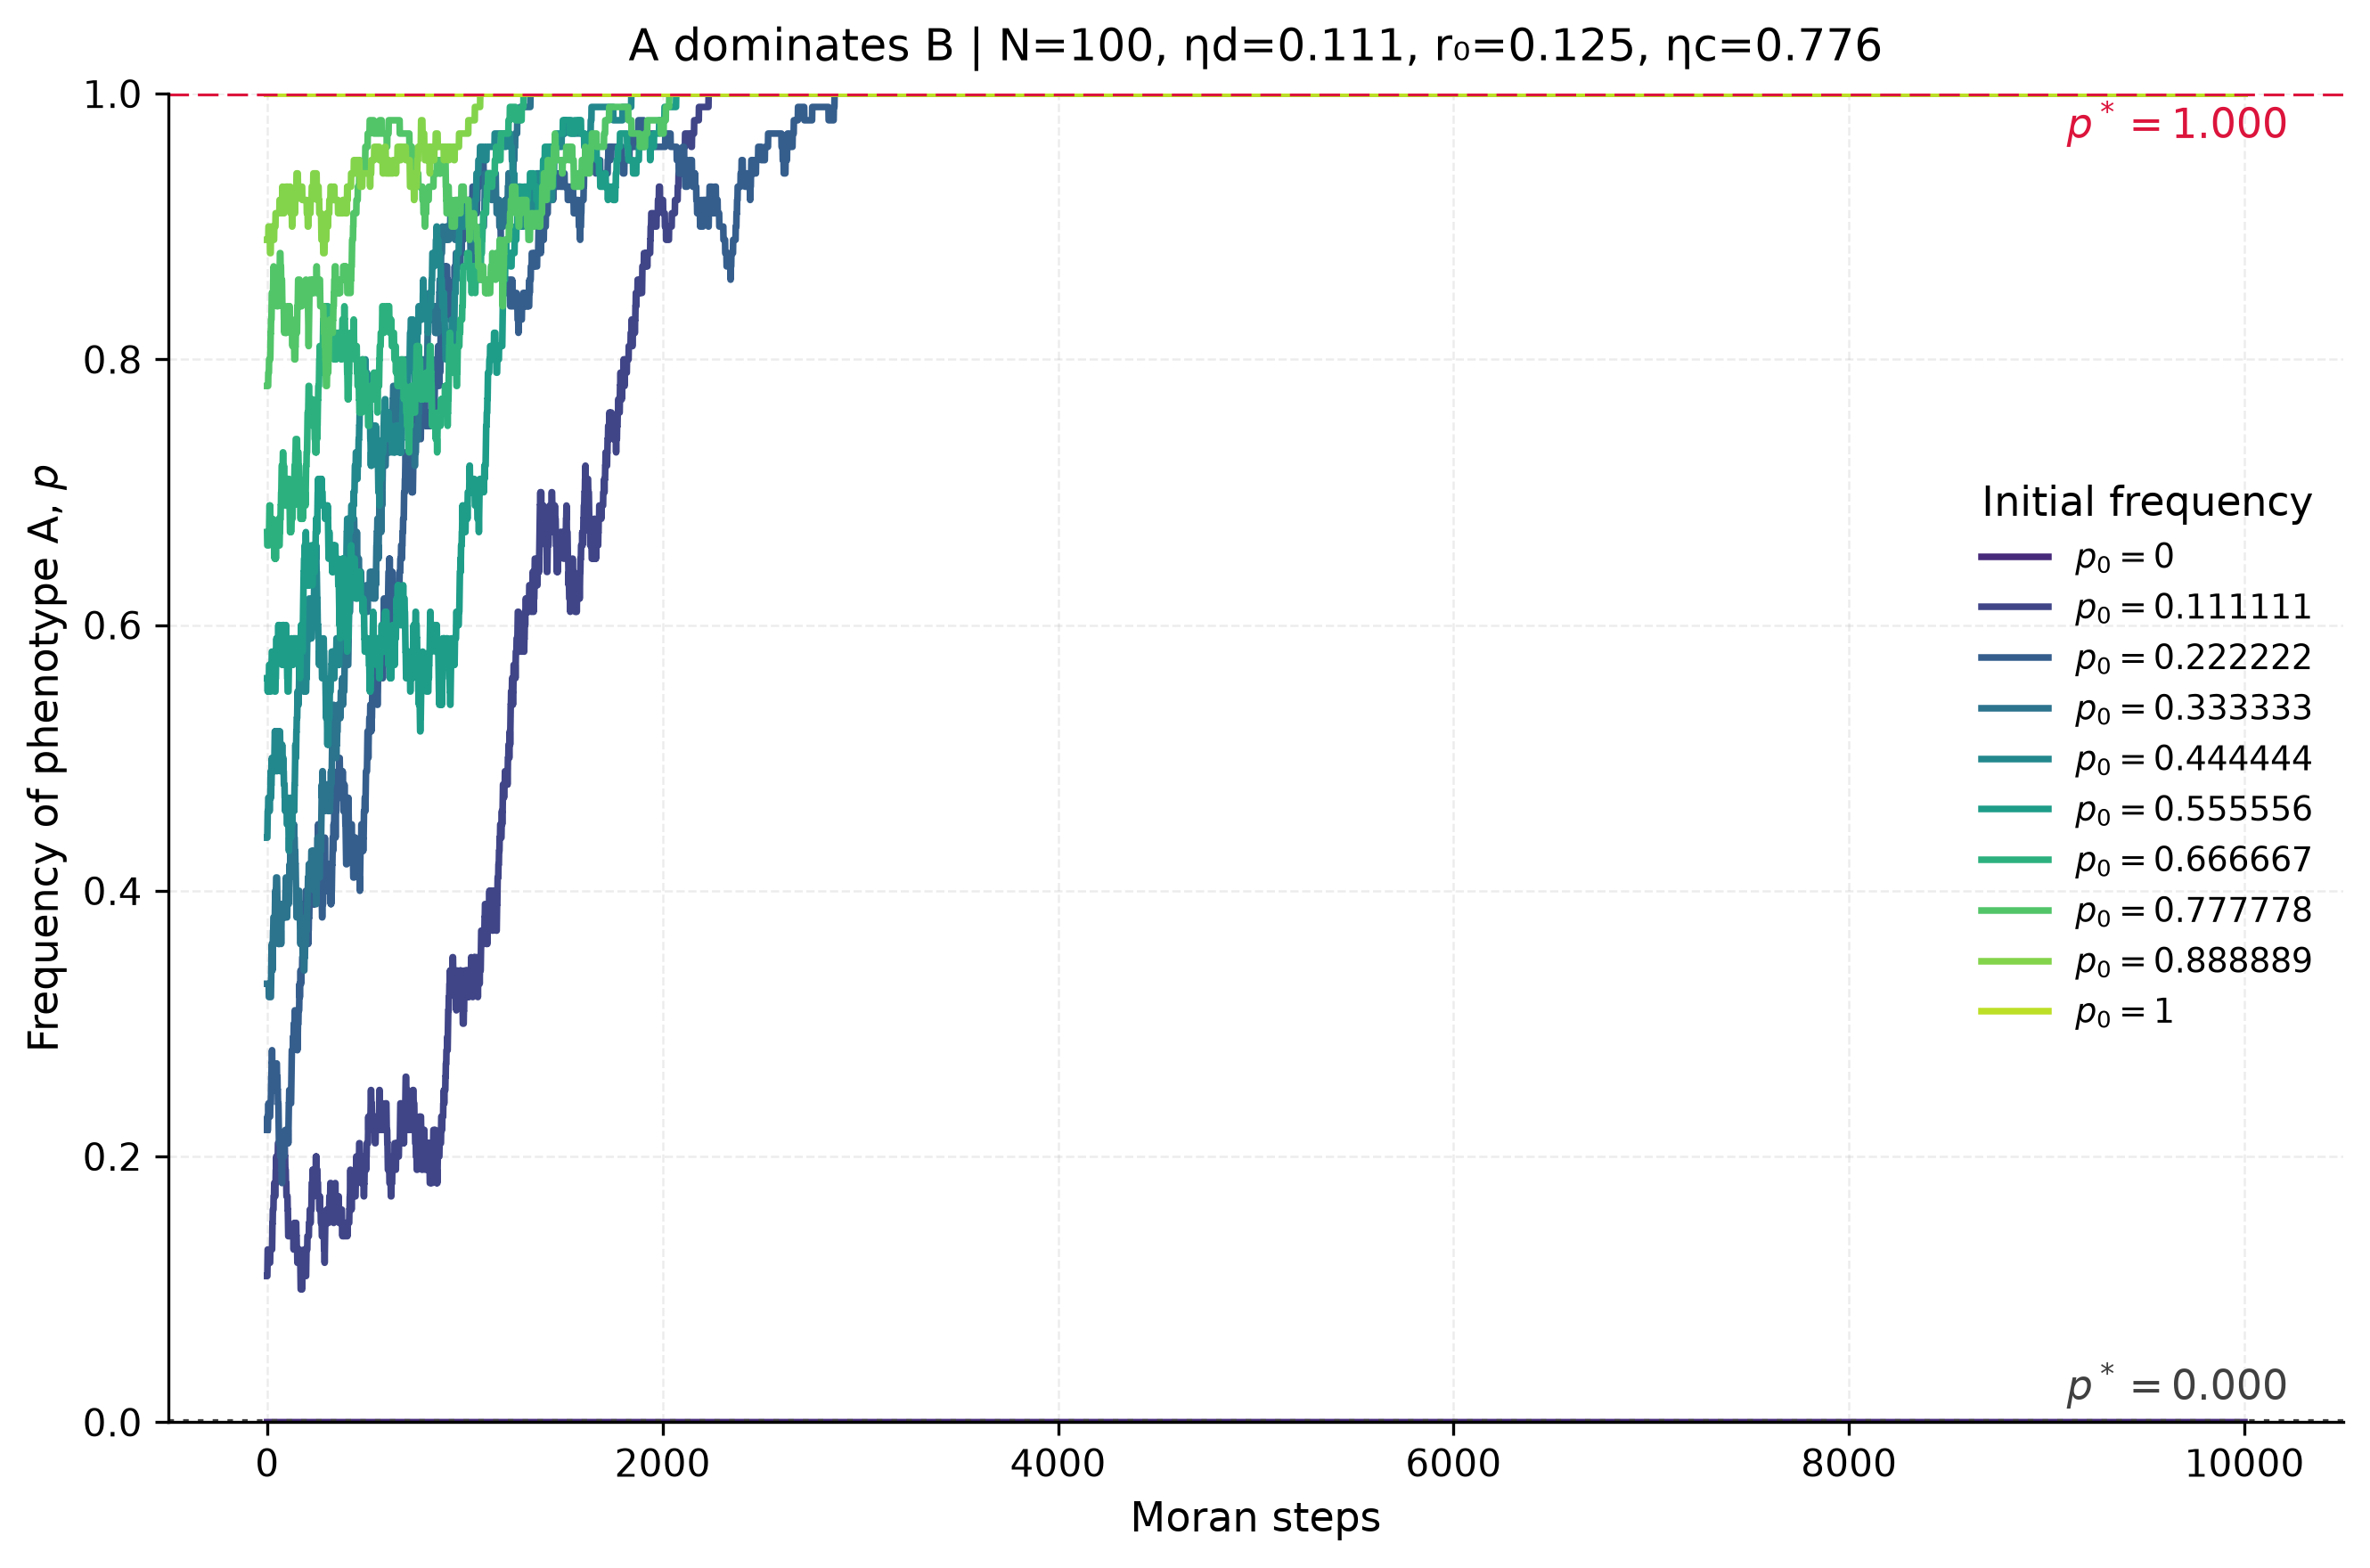 A dominates B | N=100, ηd=0.111, r₀=0.125, ηc=0.776
Frequency of phenotype A, p
1.0
0.8
0.6
0.4
0.2
0.0
p* = 1.000
Initial frequency
p₀ = 0
p₀ = 0.111111
p₀ = 0.222222
p₀ = 0.333333
p₀ = 0.444444
p₀ = 0.555556
p₀ = 0.666667
p₀ = 0.777778
p₀ = 0.888889
p₀ = 1
p* = 0.000
0 2000 4000 6000 8000 10000
Moran steps